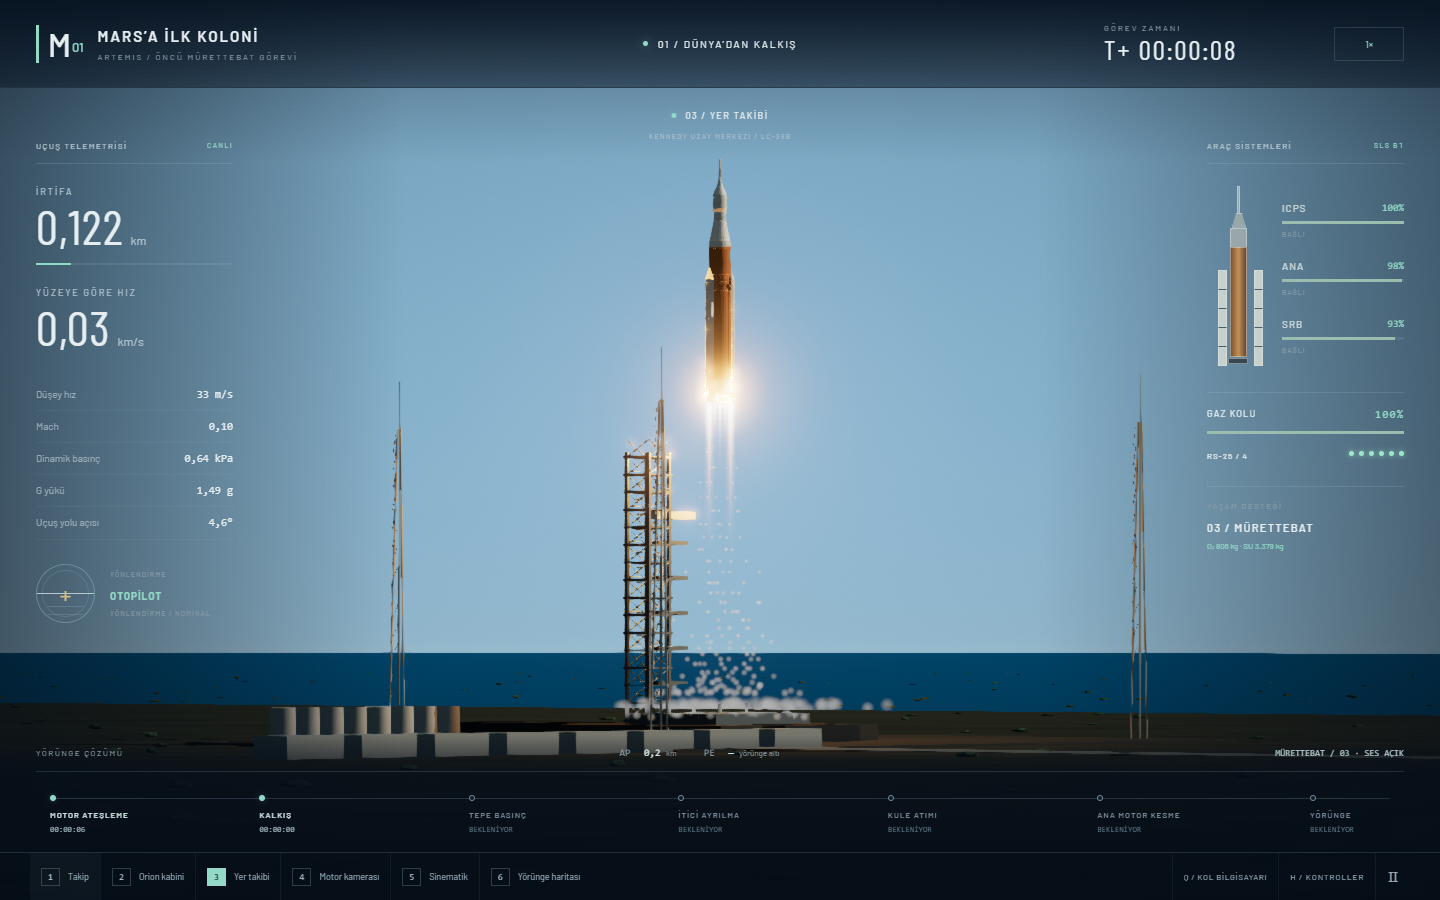 M01
MARS'A İLK KOLONİ
ARTEMIS / ÖNCÜ MÜRETTEBAT GÖREVİ
01 / DÜNYA'DAN KALKIŞ
GÖREV ZAMANI
T+ 00:00:08
1×
03 / YER TAKİBİ
KENNEDY UZAY MERKEZİ / LC-39B
UÇUŞ TELEMETRİSİ
CANLI
İRTİFA
0,122 km
YÜZEYE GÖRE HIZ
0,03 km/s
Düşey hız 33 m/s
Mach 0,10
Dinamik basınç 0,64 kPa
G yükü 1,49 g
Uçuş yolu açısı 4,6°
YÖNLENDİRME
OTOPİLOT
YÖNLENDİRME / NOMİNAL
ARAÇ SİSTEMLERİ
SLS B1
ICPS 100%
BAĞLI
ANA 98%
BAĞLI
SRB 93%
BAĞLI
GAZ KOLU 100%
RS-25 / 4
YAŞAM DESTEĞİ
03 / MÜRETTEBAT
O₂ 806 kg · SU 3.379 kg
YÖRÜNGE ÇÖZÜMÜ
AP 0,2 km PE — yörünge altı
MÜRETTEBAT / 03 · SES AÇIK
MOTOR ATEŞLEME
00:00:06
KALKIŞ
00:00:00
TEPE BASINÇ
BEKLENİYOR
İTİCİ AYRILMA
BEKLENİYOR
KULE ATIMI
BEKLENİYOR
ANA MOTOR KESME
BEKLENİYOR
YÖRÜNGE
BEKLENİYOR
1 Takip
2 Orion kabini
3 Yer takibi
4 Motor kamerası
5 Sinematik
6 Yörünge haritası
Q / KOL BİLGİSAYARI
H / KONTROLLER